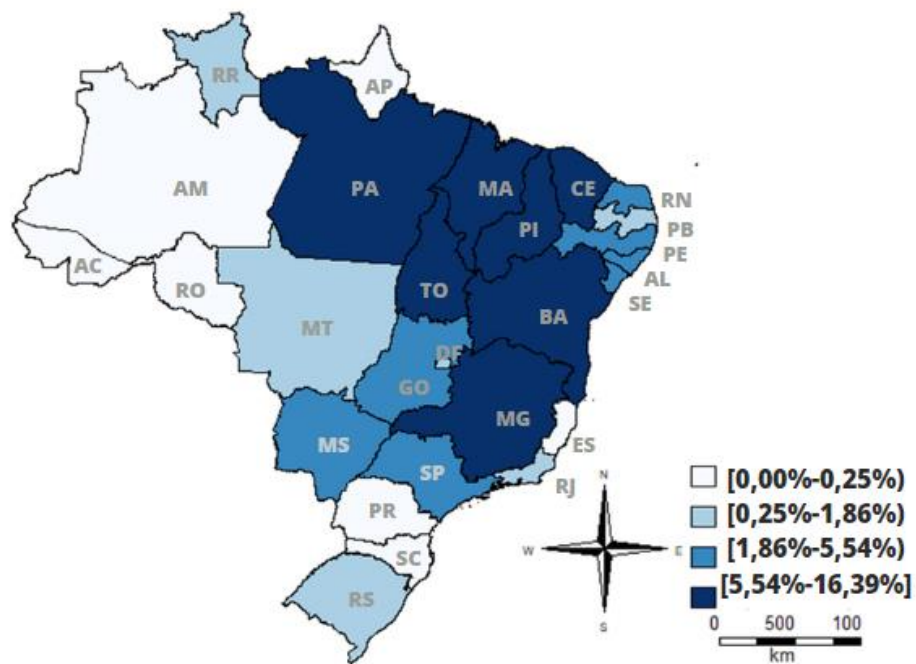 RR
AP
AM
PA
MA
CE
RN
PI
PB
PE
AC
RO
TO
AL
SE
MT
BA
DF
GO
MG
MS
ES
SP
RJ
PR
SC
RS
N
W
E
S
[0,00%-0,25%)
[0,25%-1,86%)
[1,86%-5,54%)
[5,54%-16,39%]
0 500 100
km